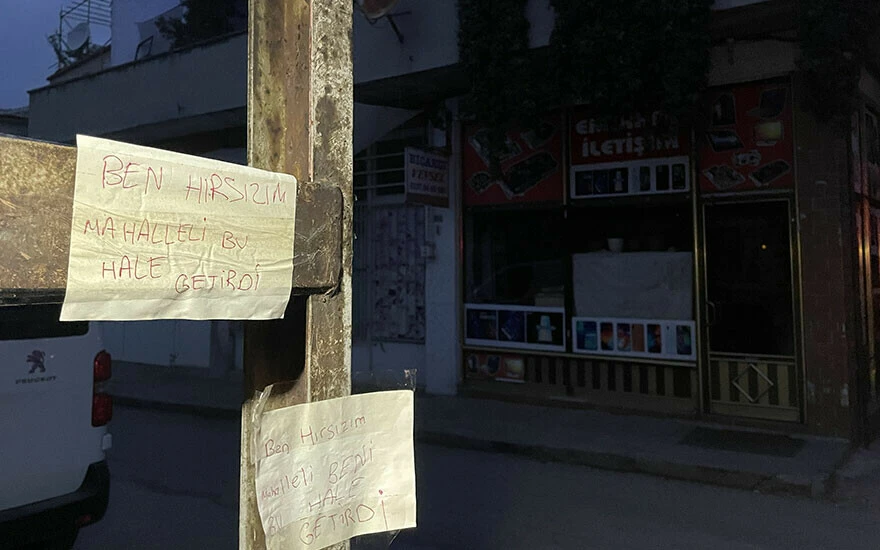 BEN HIRSIZIM
MAHALLELİ BU
HALE GETİRDİ
Ben Hırsızım
Mahalleli BENİ
BU HALE
GETİRDİ
İLETİŞİM
PEUGEOT